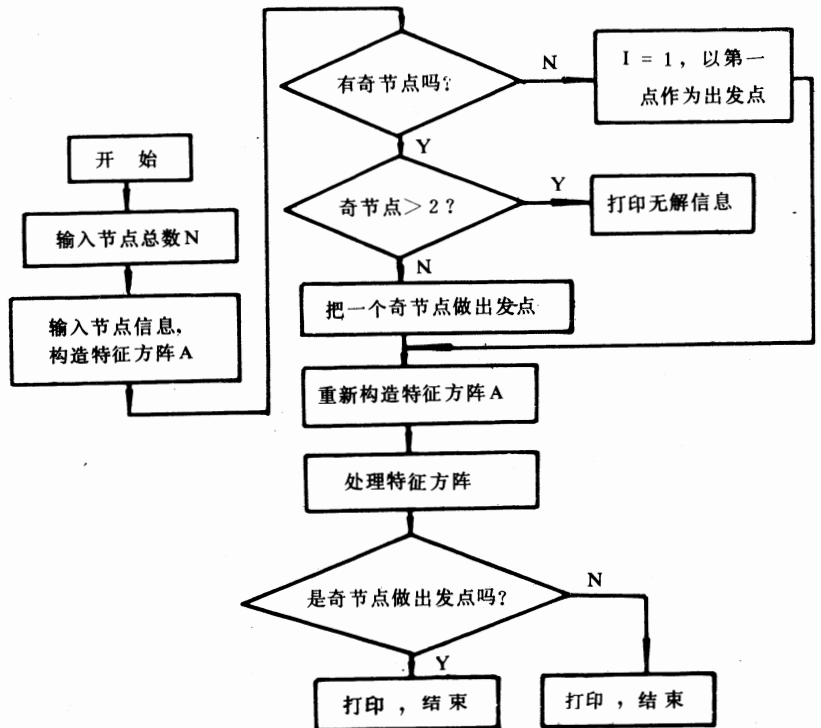 开 始
输入节点总数N
输入节点信息,
构造特征方阵A
有奇节点吗?
N
I = 1, 以第一
点作为出发点
Y
奇节点>2?
Y
打印无解信息
N
把一个奇节点做出发点
重新构造特征方阵A
处理特征方阵
是奇节点做出发点吗?
N
Y
打印, 结束
打印, 结束